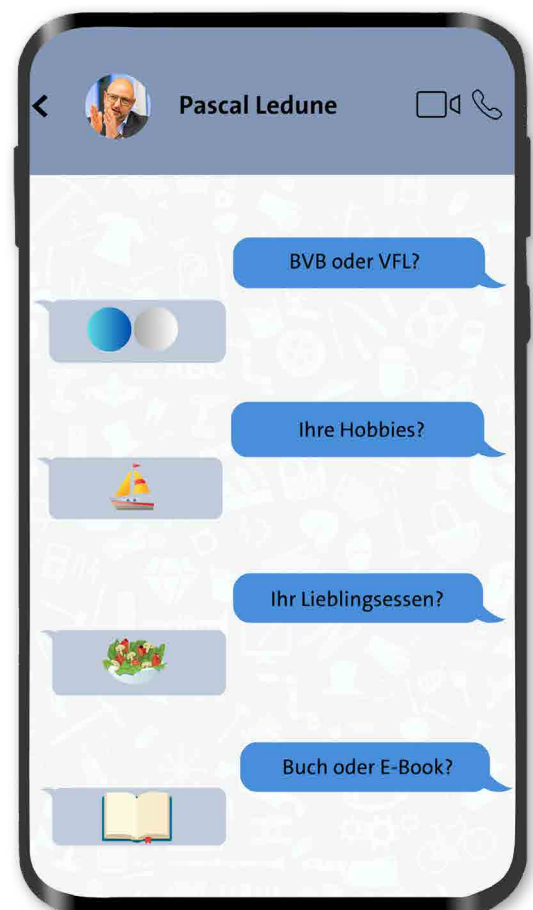 Pascal Ledune
BVB oder VFL?
Ihre Hobbies?
Ihr Lieblingsessen?
Buch oder E-Book?